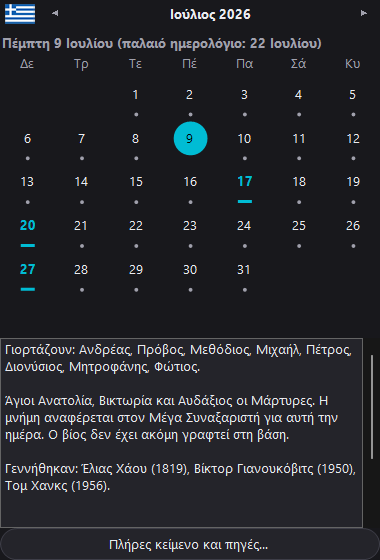 Ιούλιος 2026
Πέμπτη 9 Ιουλίου (παλαιό ημερολόγιο: 22 Ιουλίου)
Δε Τρ Τε Πέ Πα Σά Κυ
1 2 3 4 5
6 7 8 9 10 11 12
13 14 15 16 17 18 19
20 21 22 23 24 25 26
27 28 29 30 31
Γιορτάζουν: Ανδρέας, Πρόβος, Μεθόδιος, Μιχαήλ, Πέτρος,
Διονύσιος, Μητροφάνης, Φώτιος.
Άγιοι Ανατολία, Βικτωρία και Αυδάξιος οι Μάρτυρες. Η
μνήμη αναφέρεται στον Μέγα Συναξαριστή για αυτή την
ημέρα. Ο βίος δεν έχει ακόμη γραφτεί στη βάση.
Γεννήθηκαν: Έλιας Χάου (1819), Βίκτορ Γιανουκόβιτς (1950),
Τομ Χανκς (1956).
Πλήρες κείμενο και πηγές...